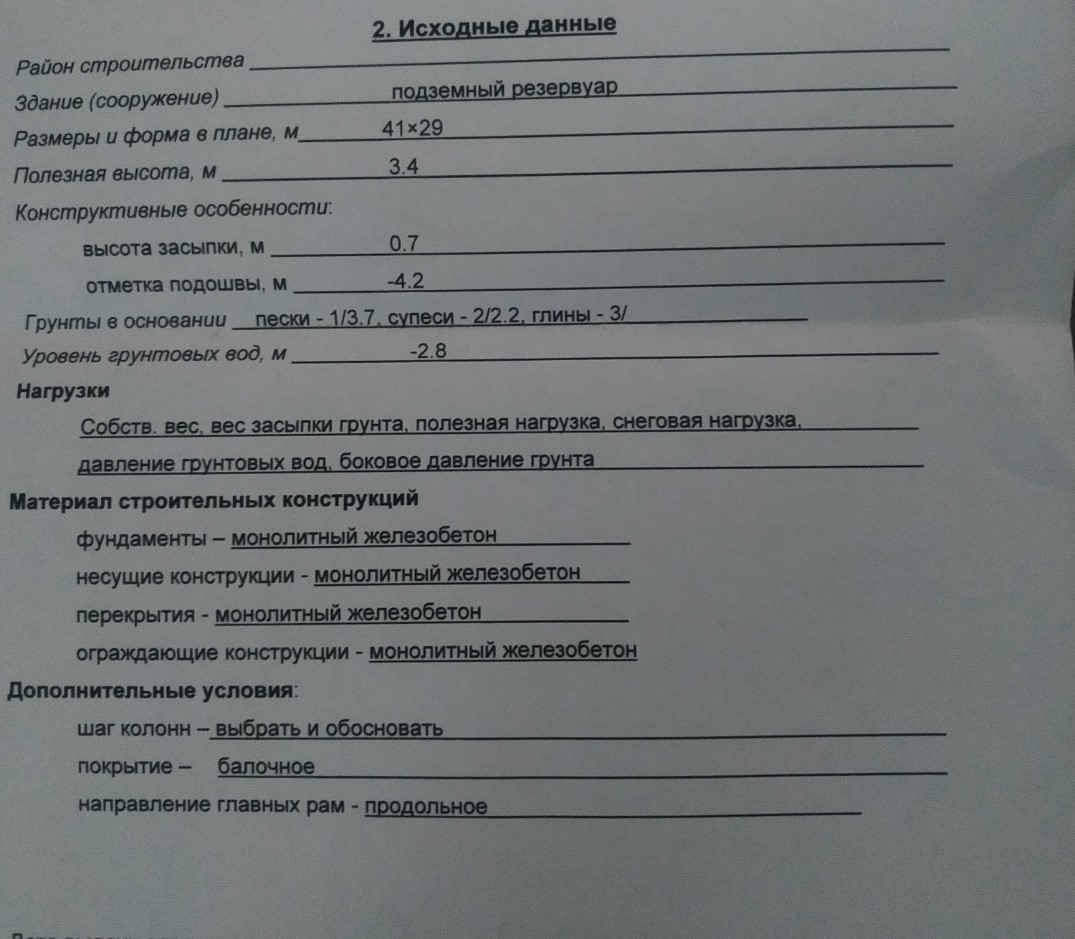 2. Исходные данные
Район строительства
Здание (сооружение) подземный резервуар
Размеры и форма в плане, м 41×29
Полезная высота, м 3.4
Конструктивные особенности:
высота засыпки, м 0.7
отметка подошвы, м -4.2
Грунты в основании пески - 1/3.7, супеси - 2/2.2, глины - 3/
Уровень грунтовых вод, м -2.8
Нагрузки
Собств. вес, вес засыпки грунта, полезная нагрузка, снеговая нагрузка,
давление грунтовых вод, боковое давление грунта
Материал строительных конструкций
фундаменты – монолитный железобетон
несущие конструкции - монолитный железобетон
перекрытия - монолитный железобетон
ограждающие конструкции - монолитный железобетон
Дополнительные условия:
шаг колонн – выбрать и обосновать
покрытие – балочное
направление главных рам - продольное